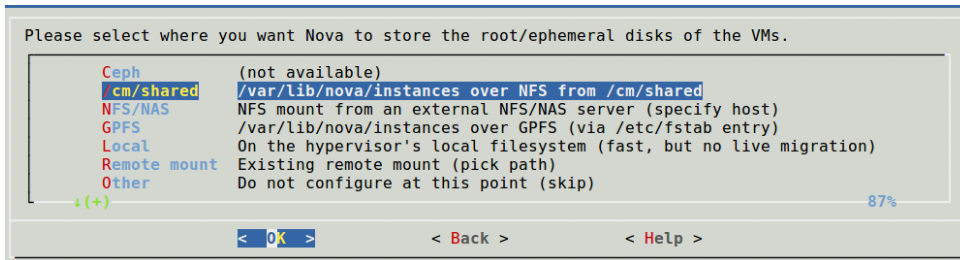 Please select where you want Nova to store the root/ephemeral disks of the VMs.
Ceph (not available)
/cm/shared /var/lib/nova/instances over NFS from /cm/shared
NFS/NAS NFS mount from an external NFS/NAS server (specify host)
GPFS /var/lib/nova/instances over GPFS (via /etc/fstab entry)
Local On the hypervisor's local filesystem (fast, but no live migration)
Remote mount Existing remote mount (pick path)
Other Do not configure at this point (skip)
↓(+) 87%
< OK > < Back > < Help >